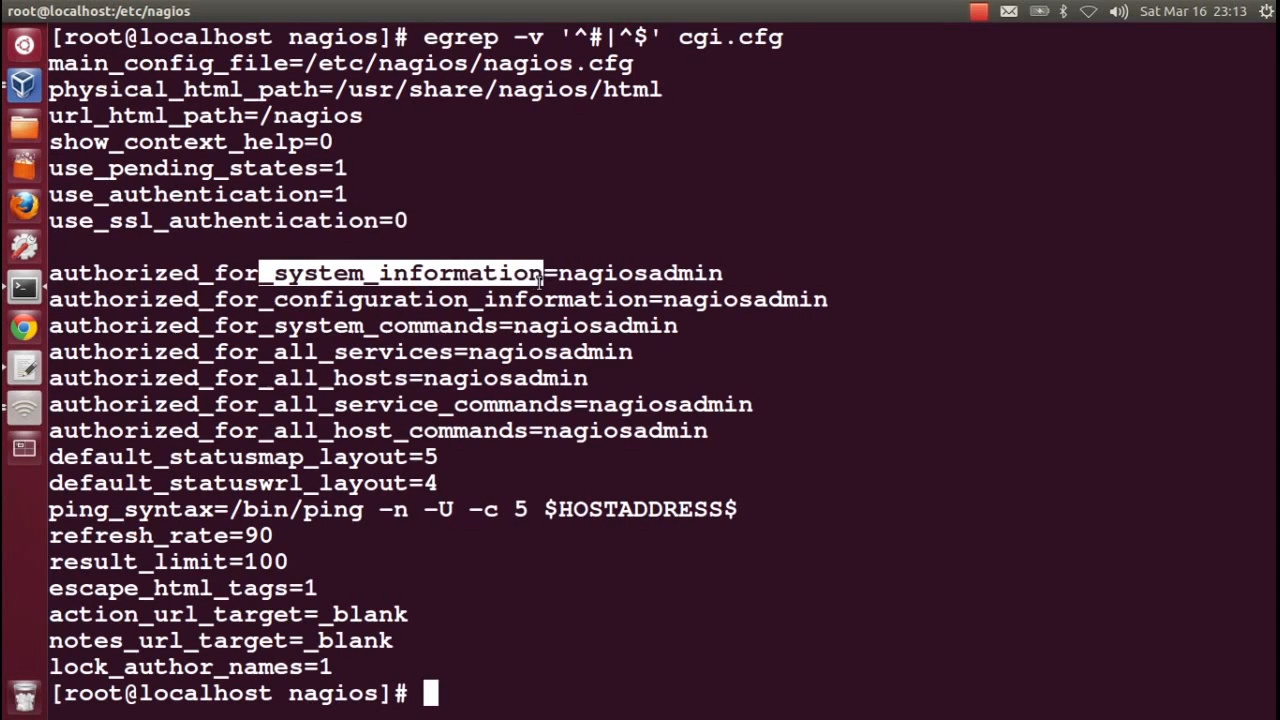 root@localhost:/etc/nagios
Sat Mar 16 23:13
[root@localhost nagios]# egrep -v '^#|^$' cgi.cfg
main_config_file=/etc/nagios/nagios.cfg
physical_html_path=/usr/share/nagios/html
url_html_path=/nagios
show_context_help=0
use_pending_states=1
use_authentication=1
use_ssl_authentication=0
authorized_for_system_information=nagiosadmin
authorized_for_configuration_information=nagiosadmin
authorized_for_system_commands=nagiosadmin
authorized_for_all_services=nagiosadmin
authorized_for_all_hosts=nagiosadmin
authorized_for_all_service_commands=nagiosadmin
authorized_for_all_host_commands=nagiosadmin
default_statusmap_layout=5
default_statuswrl_layout=4
ping_syntax=/bin/ping -n -U -c 5 $HOSTADDRESS$
refresh_rate=90
result_limit=100
escape_html_tags=1
action_url_target=_blank
notes_url_target=_blank
lock_author_names=1
[root@localhost nagios]#